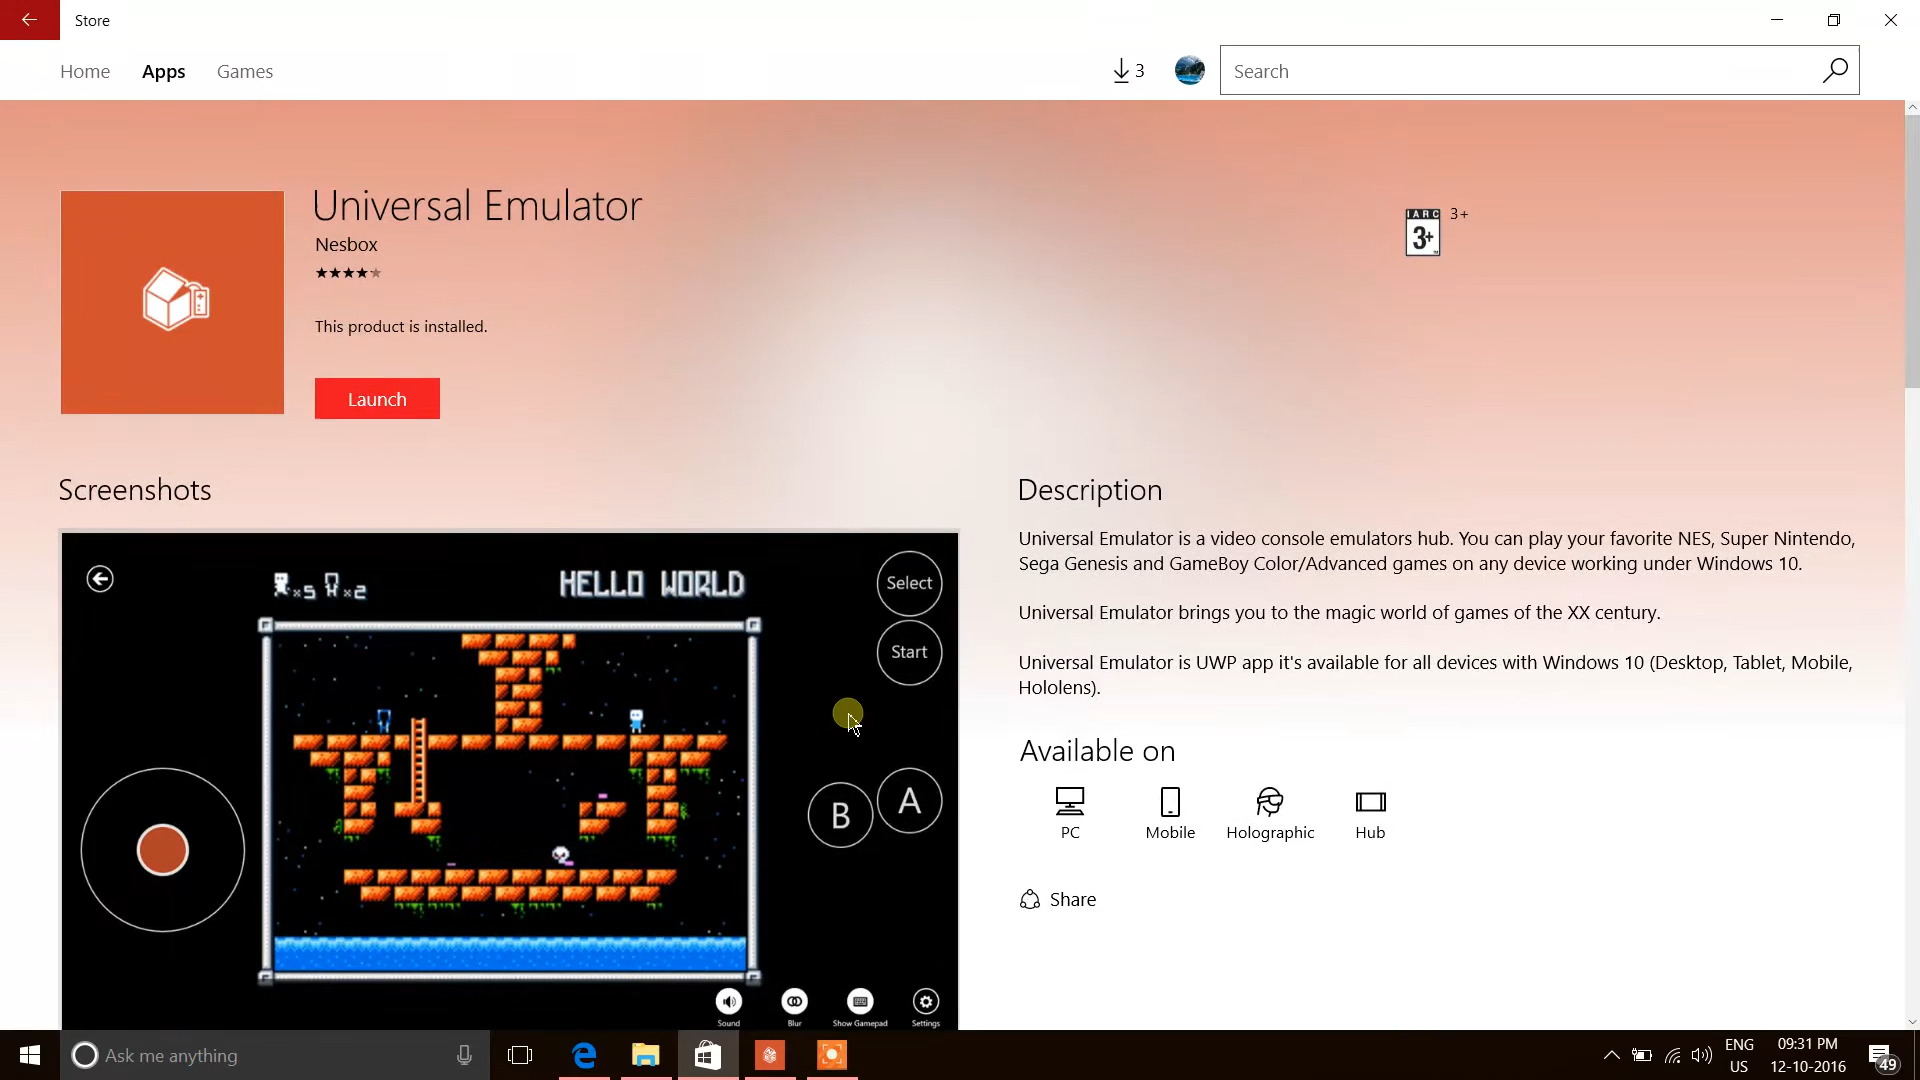 Store
Home Apps Games
3
Search
Universal Emulator
Nesbox
IARC
3+
3+
This product is installed.
Launch
Screenshots
Description
Universal Emulator is a video console emulators hub. You can play your favorite NES, Super Nintendo,
Sega Genesis and GameBoy Color/Advanced games on any device working under Windows 10.
Universal Emulator brings you to the magic world of games of the XX century.
Universal Emulator is UWP app it's available for all devices with Windows 10 (Desktop, Tablet, Mobile,
Hololens).
x5 x2
HELLO WORLD
Select
Start
B
A
Sound Blur Show Gamepad Settings
Available on
PC Mobile Holographic Hub
Share
Ask me anything
ENG
US
09:31 PM
12-10-2016
49